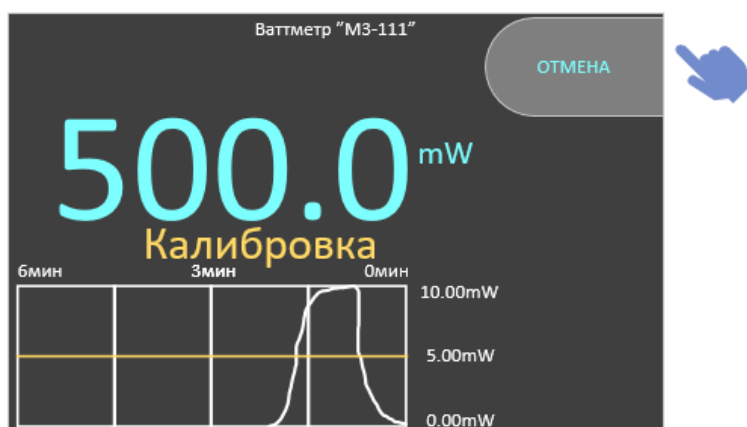 Ваттметр "М3-111"
ОТМЕНА
500.0 mW
Калибровка
6мин 3мин 0мин
10.00mW
5.00mW
0.00mW